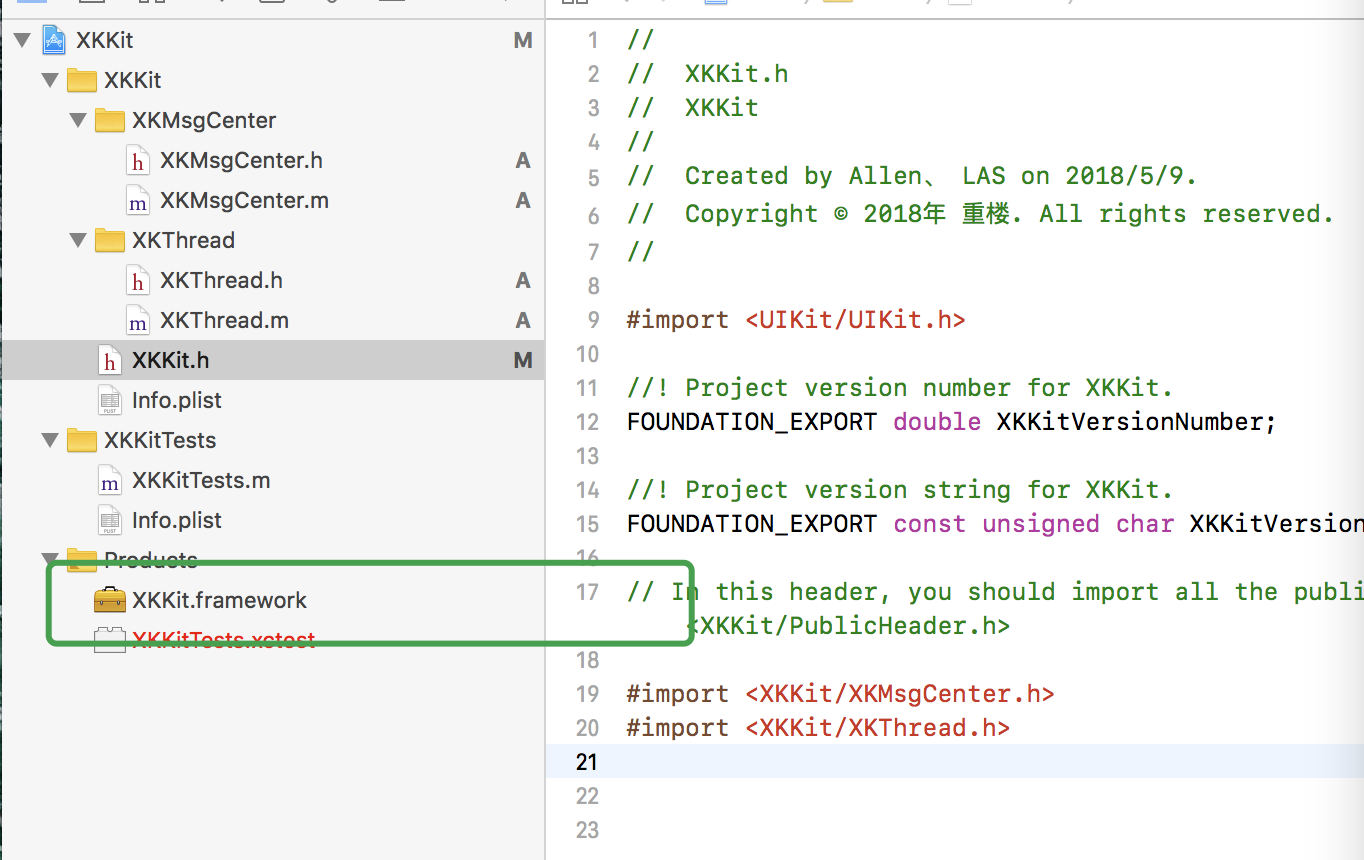 XKKit M
XKKit
XKMsgCenter
h XKMsgCenter.h A
m XKMsgCenter.m A
XKThread
h XKThread.h A
m XKThread.m A
h XKKit.h M
PLIST Info.plist
XKKitTests
m XKKitTests.m
PLIST Info.plist
Products
XKKit.framework
XKKitTests.xctest
1 //
2 //  XKKit.h
3 //  XKKit
4 //
5 //  Created by Allen、 LAS on 2018/5/9.
6 //  Copyright © 2018年 重楼. All rights reserved.
7 //
8
9 #import <UIKit/UIKit.h>
10
11 //! Project version number for XKKit.
12 FOUNDATION_EXPORT double XKKitVersionNumber;
13
14 //! Project version string for XKKit.
15 FOUNDATION_EXPORT const unsigned char XKKitVersion
16
17 // In this header, you should import all the publi
<XKKit/PublicHeader.h>
18
19 #import <XKKit/XKMsgCenter.h>
20 #import <XKKit/XKThread.h>
21
22
23